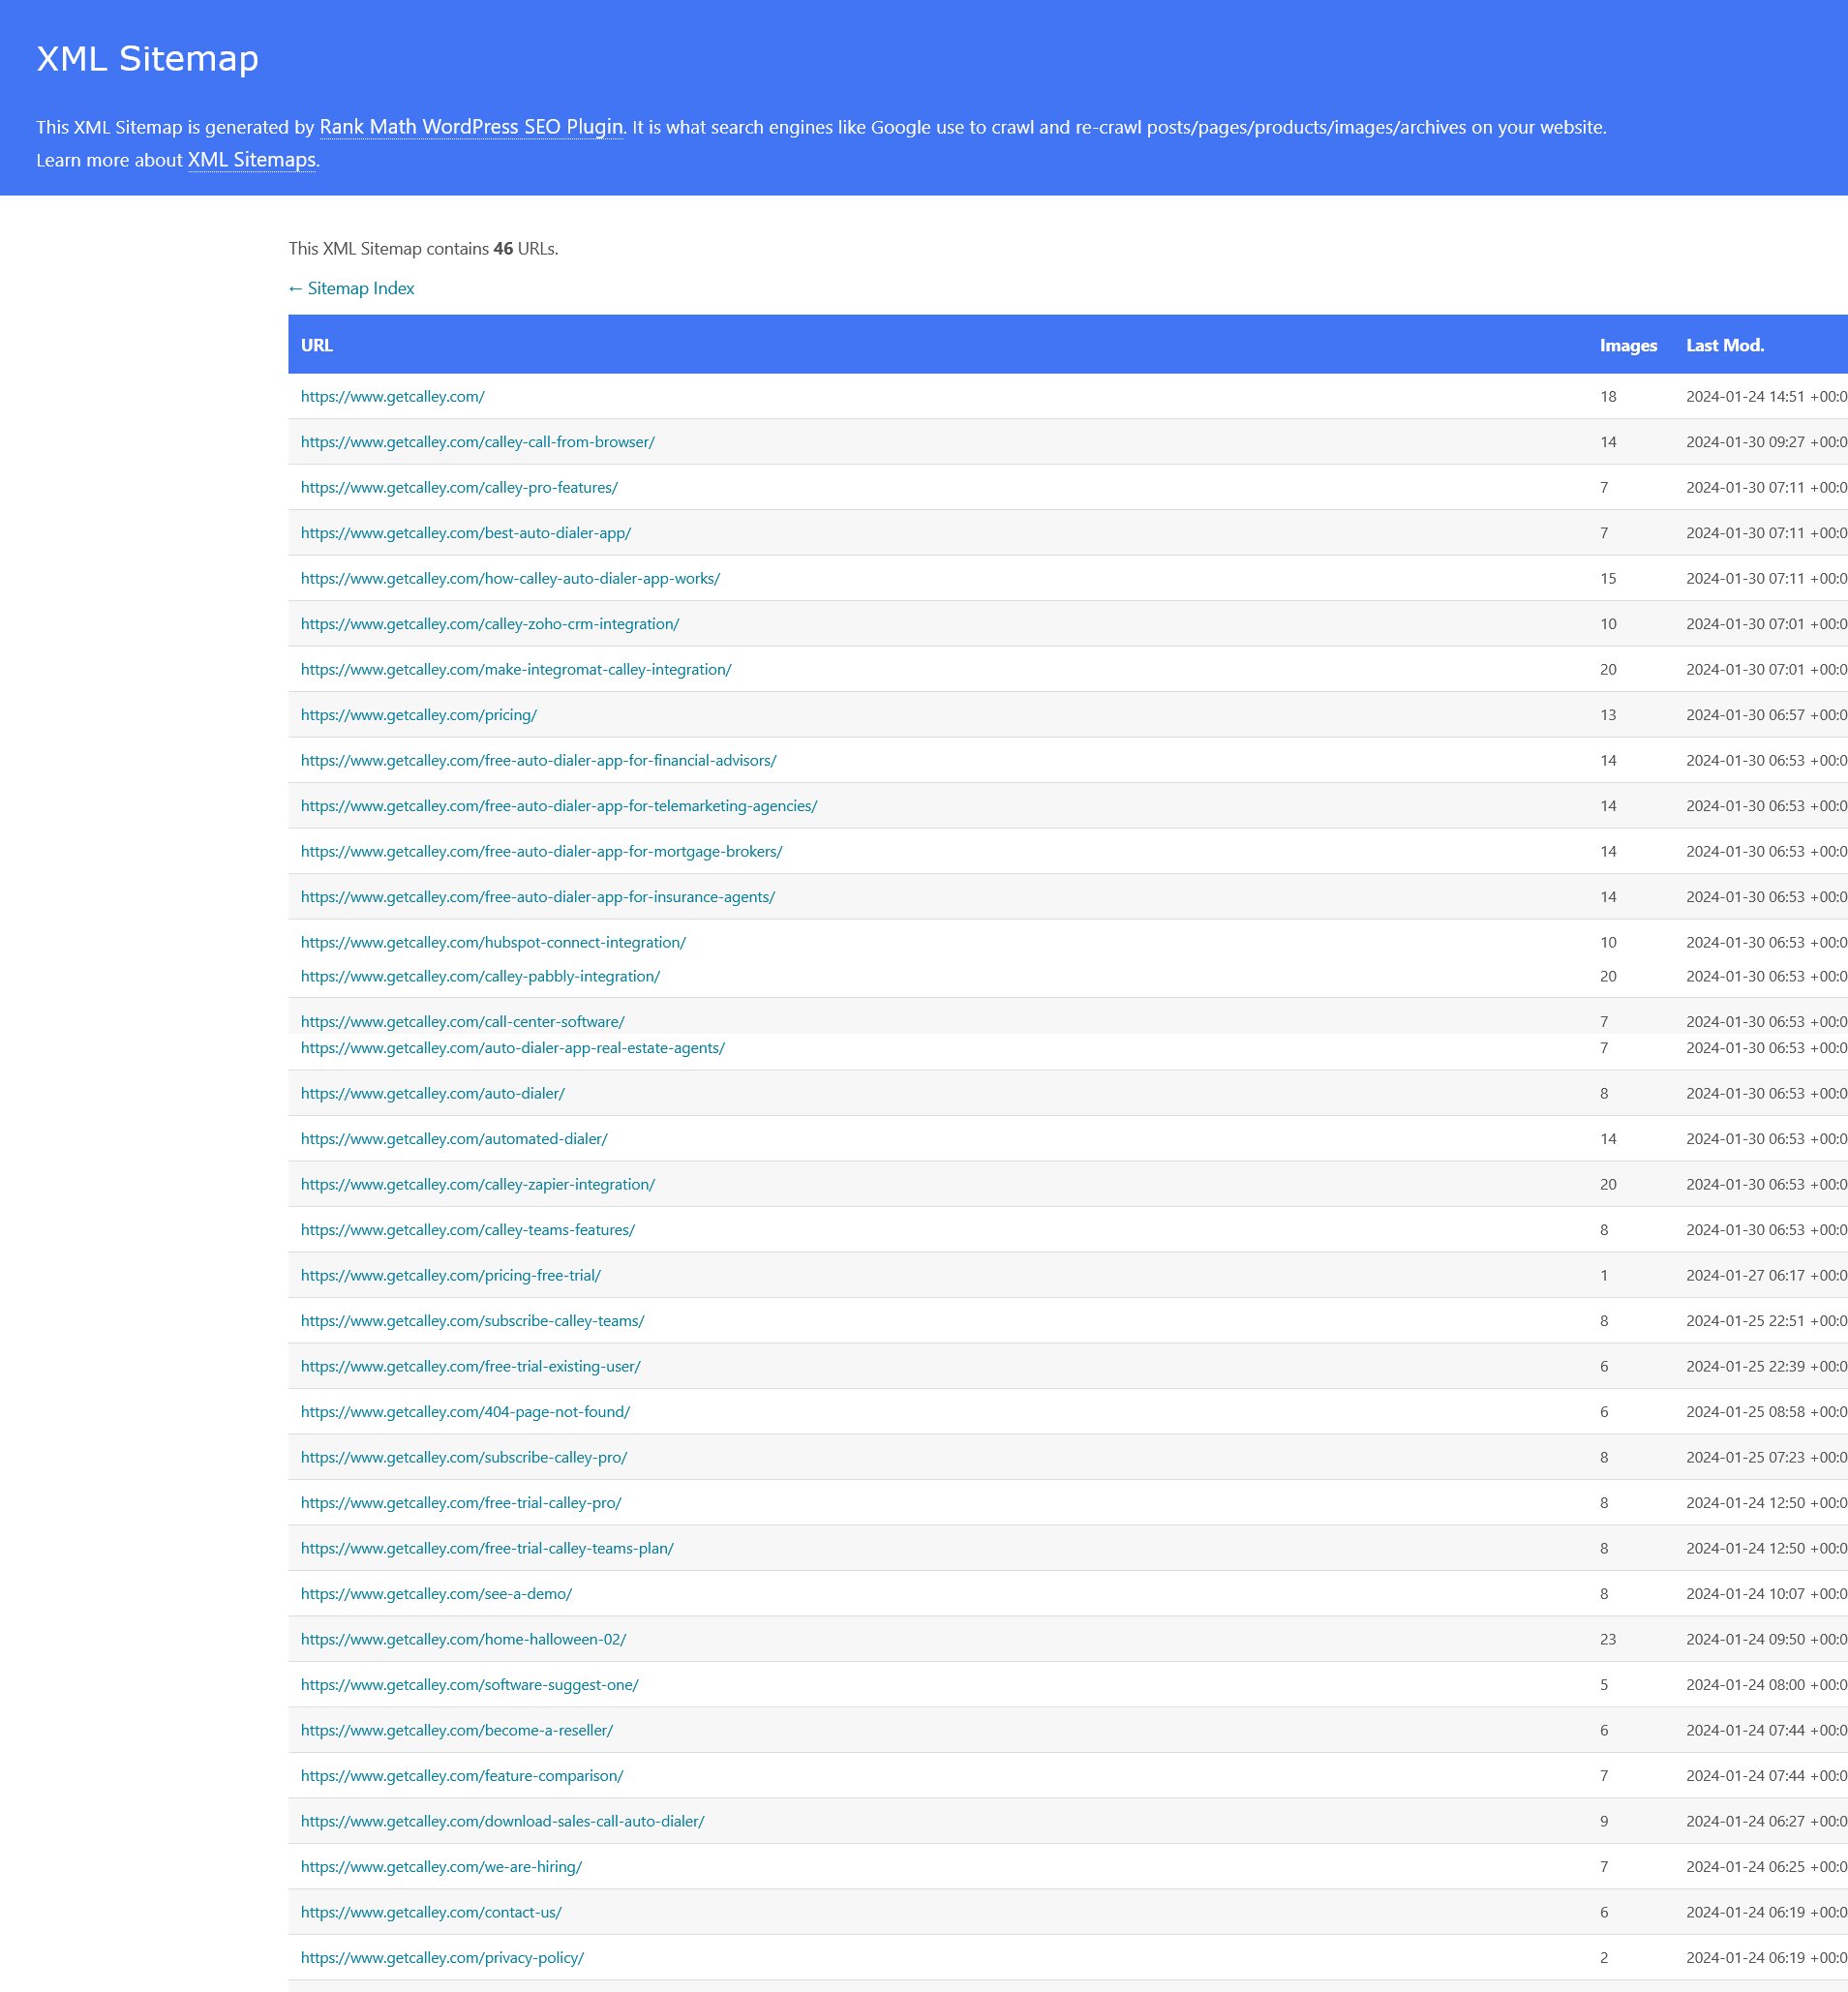 XML Sitemap
This XML Sitemap is generated by Rank Math WordPress SEO Plugin. It is what search engines like Google use to crawl and re-crawl posts/pages/products/images/archives on your website.
Learn more about XML Sitemaps.
This XML Sitemap contains 46 URLs.
← Sitemap Index
URL Images Last Mod.
https://www.getcalley.com/ 18 2024-01-24 14:51 +00:0
https://www.getcalley.com/calley-call-from-browser/ 14 2024-01-30 09:27 +00:0
https://www.getcalley.com/calley-pro-features/ 7 2024-01-30 07:11 +00:0
https://www.getcalley.com/best-auto-dialer-app/ 7 2024-01-30 07:11 +00:0
https://www.getcalley.com/how-calley-auto-dialer-app-works/ 15 2024-01-30 07:11 +00:0
https://www.getcalley.com/calley-zoho-crm-integration/ 10 2024-01-30 07:01 +00:0
https://www.getcalley.com/make-integromat-calley-integration/ 20 2024-01-30 07:01 +00:0
https://www.getcalley.com/pricing/ 13 2024-01-30 06:57 +00:0
https://www.getcalley.com/free-auto-dialer-app-for-financial-advisors/ 14 2024-01-30 06:53 +00:0
https://www.getcalley.com/free-auto-dialer-app-for-telemarketing-agencies/ 14 2024-01-30 06:53 +00:0
https://www.getcalley.com/free-auto-dialer-app-for-mortgage-brokers/ 14 2024-01-30 06:53 +00:0
https://www.getcalley.com/free-auto-dialer-app-for-insurance-agents/ 14 2024-01-30 06:53 +00:0
https://www.getcalley.com/hubspot-connect-integration/ 10 2024-01-30 06:53 +00:0
https://www.getcalley.com/calley-pabbly-integration/ 20 2024-01-30 06:53 +00:0
https://www.getcalley.com/call-center-software/ 7 2024-01-30 06:53 +00:0
https://www.getcalley.com/auto-dialer-app-real-estate-agents/ 7 2024-01-30 06:53 +00:0
https://www.getcalley.com/auto-dialer/ 8 2024-01-30 06:53 +00:0
https://www.getcalley.com/automated-dialer/ 14 2024-01-30 06:53 +00:0
https://www.getcalley.com/calley-zapier-integration/ 20 2024-01-30 06:53 +00:0
https://www.getcalley.com/calley-teams-features/ 8 2024-01-30 06:53 +00:0
https://www.getcalley.com/pricing-free-trial/ 1 2024-01-27 06:17 +00:0
https://www.getcalley.com/subscribe-calley-teams/ 8 2024-01-25 22:51 +00:0
https://www.getcalley.com/free-trial-existing-user/ 6 2024-01-25 22:39 +00:0
https://www.getcalley.com/404-page-not-found/ 6 2024-01-25 08:58 +00:0
https://www.getcalley.com/subscribe-calley-pro/ 8 2024-01-25 07:23 +00:0
https://www.getcalley.com/free-trial-calley-pro/ 8 2024-01-24 12:50 +00:0
https://www.getcalley.com/free-trial-calley-teams-plan/ 8 2024-01-24 12:50 +00:0
https://www.getcalley.com/see-a-demo/ 8 2024-01-24 10:07 +00:0
https://www.getcalley.com/home-halloween-02/ 23 2024-01-24 09:50 +00:0
https://www.getcalley.com/software-suggest-one/ 5 2024-01-24 08:00 +00:0
https://www.getcalley.com/become-a-reseller/ 6 2024-01-24 07:44 +00:0
https://www.getcalley.com/feature-comparison/ 7 2024-01-24 07:44 +00:0
https://www.getcalley.com/download-sales-call-auto-dialer/ 9 2024-01-24 06:27 +00:0
https://www.getcalley.com/we-are-hiring/ 7 2024-01-24 06:25 +00:0
https://www.getcalley.com/contact-us/ 6 2024-01-24 06:19 +00:0
https://www.getcalley.com/privacy-policy/ 2 2024-01-24 06:19 +00:0